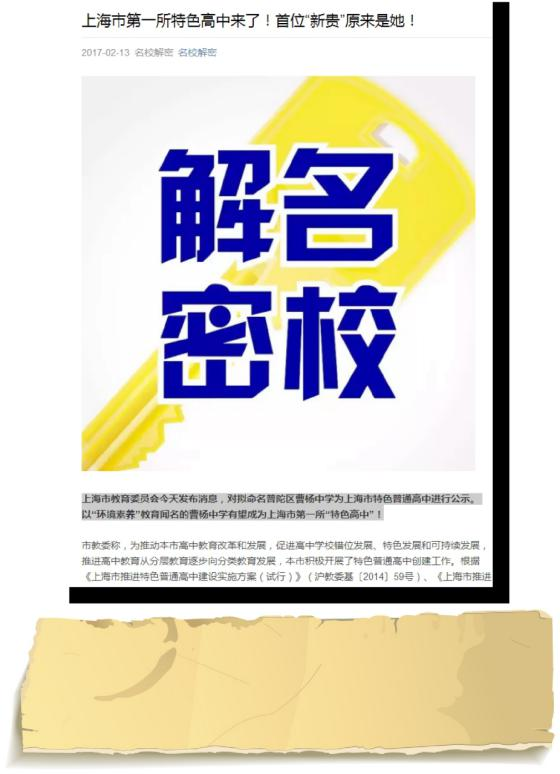 上海市第一所特色高中来了！首位“新贵”原来是她！
2017-02-13 名校解密 名校解密
解名
密校
上海市教育委员会今天发布消息，对拟命名普陀区曹杨中学为上海市特色普通高中进行公示。
以“环境素养”教育闻名的曹杨中学有望成为上海市第一所“特色高中”！
市教委称，为推动本市高中教育改革和发展，促进高中学校错位发展、特色发展和可持续发展，
推进高中教育从分层教育逐步向分类教育发展，本市积极开展了特色普通高中创建工作。根据
《上海市推进特色普通高中建设实施方案（试行）》（沪教委基〔2014〕59号）、《上海市推进